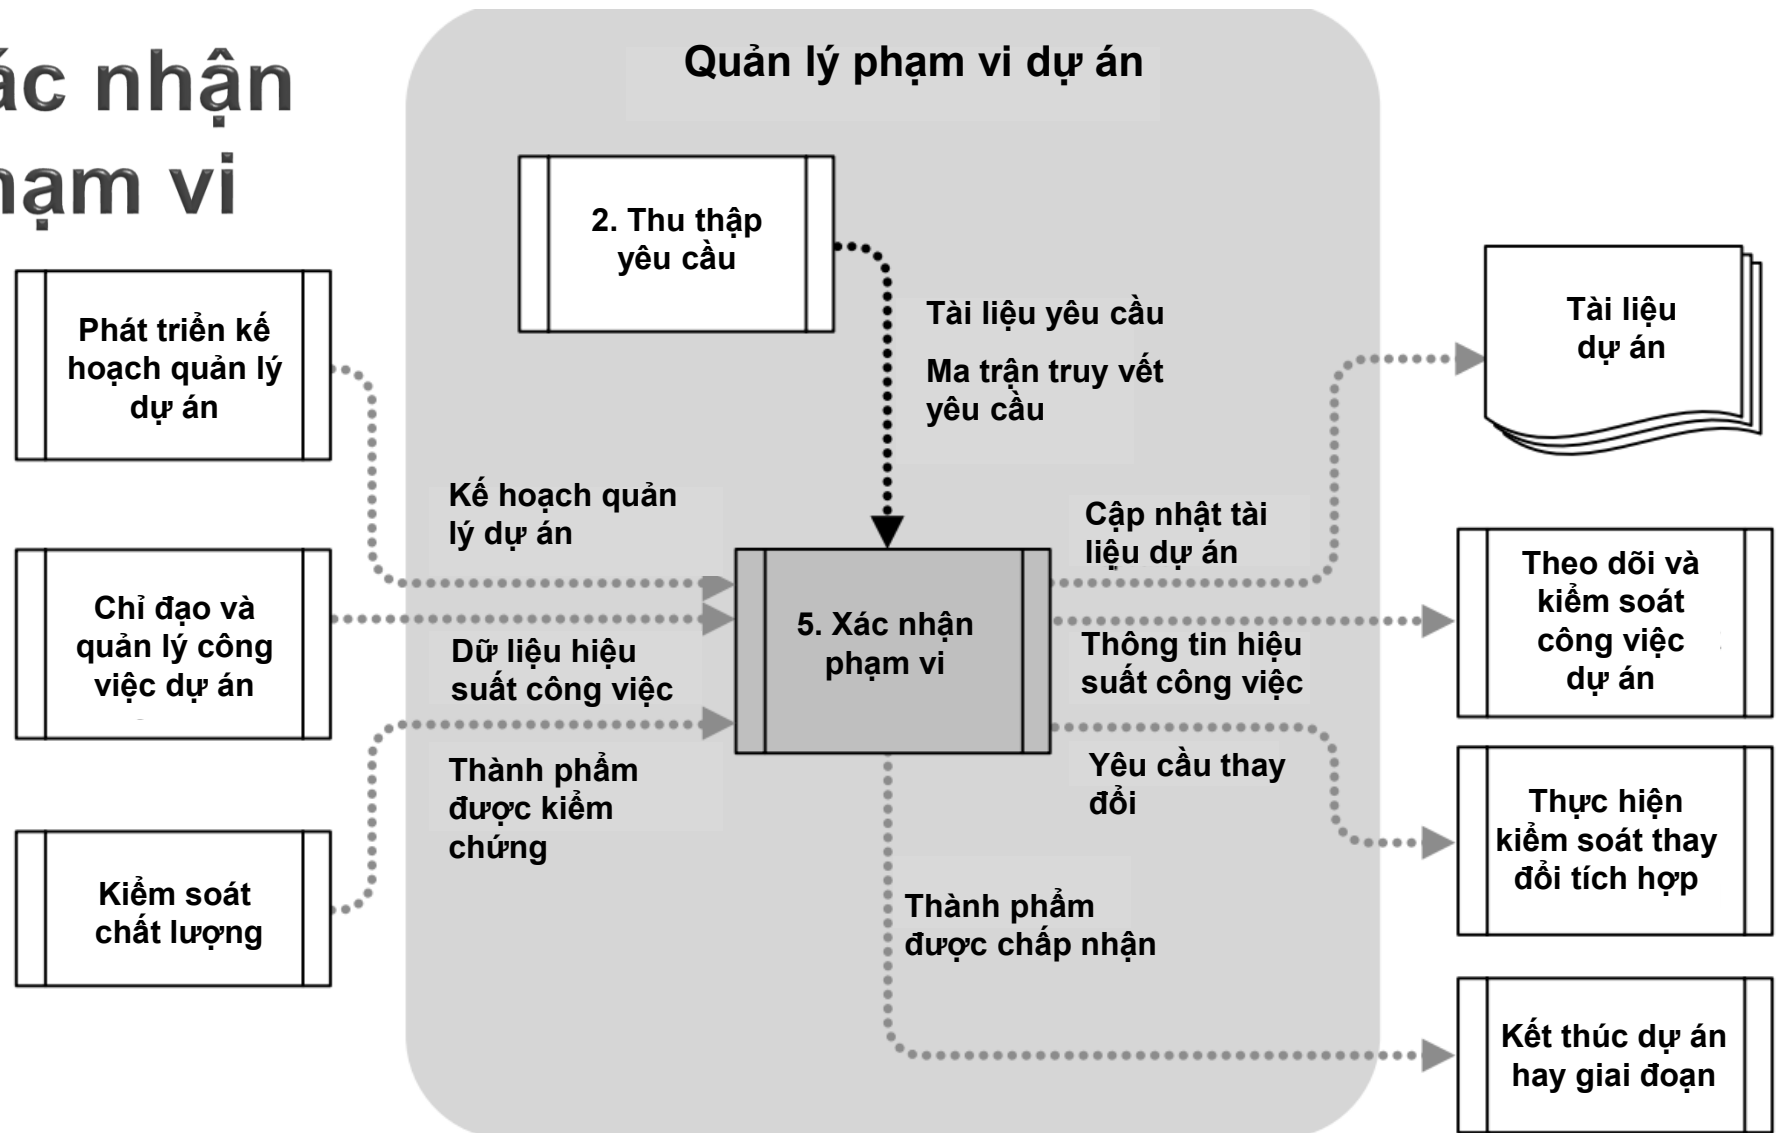 ác nhận
hạm vi
Quản lý phạm vi dự án
2. Thu thập
yêu cầu
Phát triển kế
hoạch quản lý
dự án
Tài liệu yêu cầu
Ma trận truy vết
yêu cầu
Tài liệu
dự án
Kế hoạch quản
lý dự án
Cập nhật tài
liệu dự án
Chỉ đạo và
quản lý công
việc dự án
Dữ liệu hiệu
suất công việc
5. Xác nhận
phạm vi
Thông tin hiệu
suất công việc
Theo dõi và
kiểm soát
công việc
dự án
Thành phẩm
được kiểm
chứng
Yêu cầu thay
đổi
Thực hiện
kiểm soát thay
đổi tích hợp
Kiểm soát
chất lượng
Thành phẩm
được chấp nhận
Kết thúc dự án
hay giai đoạn